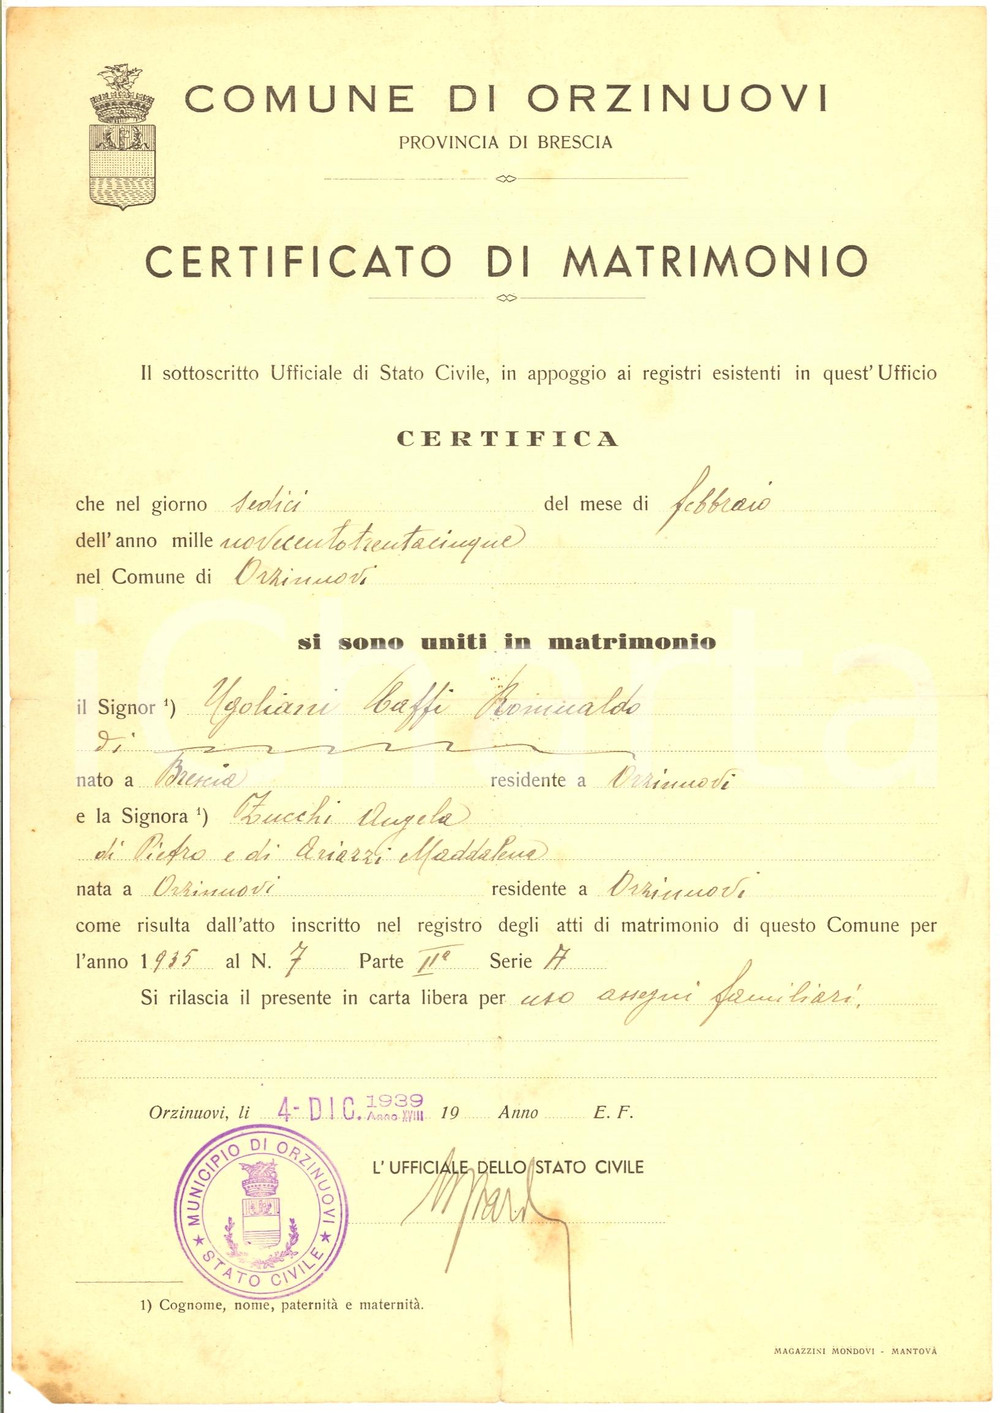 COMUNE DI ORZINUOVI
PROVINCIA DI BRESCIA
CERTIFICATO DI MATRIMONIO
Il sottoscritto Ufficiale di Stato Civile, in appoggio ai registri esistenti in quest' Ufficio
CERTIFICA
che nel giorno sedici del mese di febbraio
dell' anno mille novecentotrentacinque
nel Comune di Orzinuovi
si sono uniti in matrimonio
il Signor ¹) Ugoliani Caffi Romualdo
di
nato a Brescia residente a Orzinuovi
e la Signora ¹) Zucchi Angela
di Pietro e di Ariazzi Maddalena
nata a Orzinuovi residente a Orzinuovi
come risulta dall'atto inscritto nel registro degli atti di matrimonio di questo Comune per
l'anno 1935 al N. 7 Parte IIª Serie A
Si rilascia il presente in carta libera per uso assegni familiari.
Orzinuovi, li 4-DIC. 1939 Anno XVIII 19 Anno E. F.
L'UFFICIALE DELLO STATO CIVILE
MUNICIPIO DI ORZINUOVI
★ STATO CIVILE ★
1) Cognome, nome, paternità e maternità.
MAGAZZINI MONDOVI - MANTOVA
iCharta